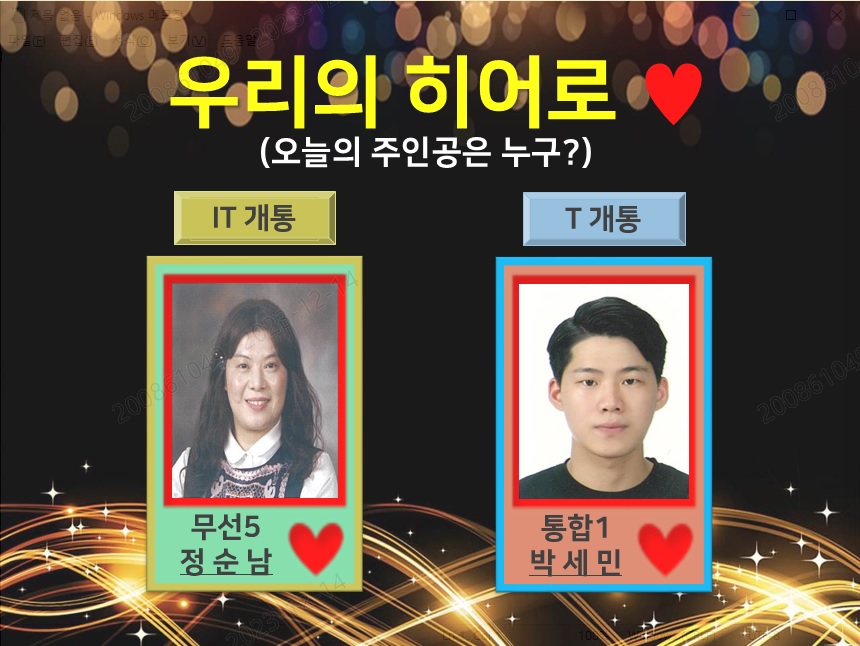 우리의 히어로
(오늘의 주인공은 누구?)
IT 개통
T 개통
무선5
정 순 남
통합1
박 세 민